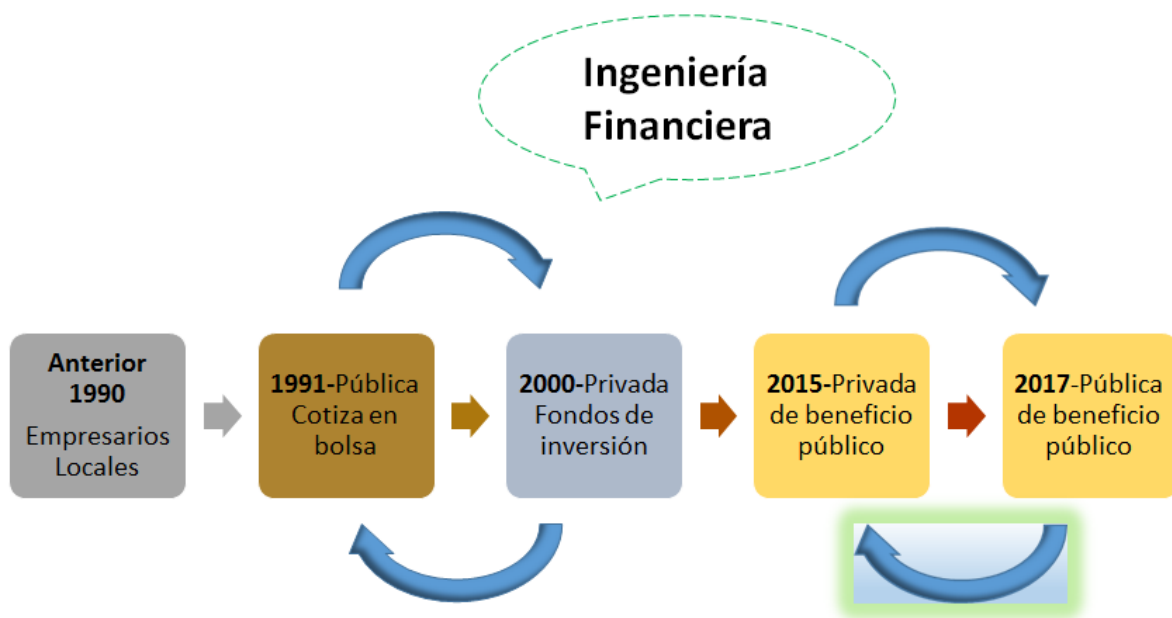 Ingeniería
Financiera
Anterior
1990
Empresarios
Locales
1991-Pública
Cotiza en
bolsa
2000-Privada
Fondos de
inversión
2015-Privada
de beneficio
público
2017-Pública
de beneficio
público